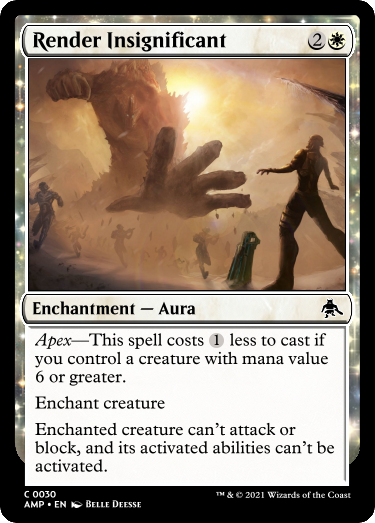 Render Insignificant 2
Enchantment — Aura
Apex—This spell costs 1 less to cast if
you control a creature with mana value
6 or greater.
Enchant creature
Enchanted creature can't attack or
block, and its activated abilities can't be
activated.
C 0030
AMP • EN Belle Deesse
™ & © 2021 Wizards of the Coast